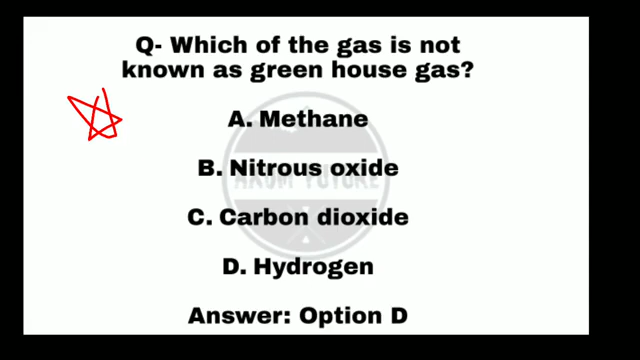 Q- Which of the gas is not
known as green house gas?
A. Methane
B. Nitrous oxide
C. Carbon dioxide
D. Hydrogen
Answer: Option D